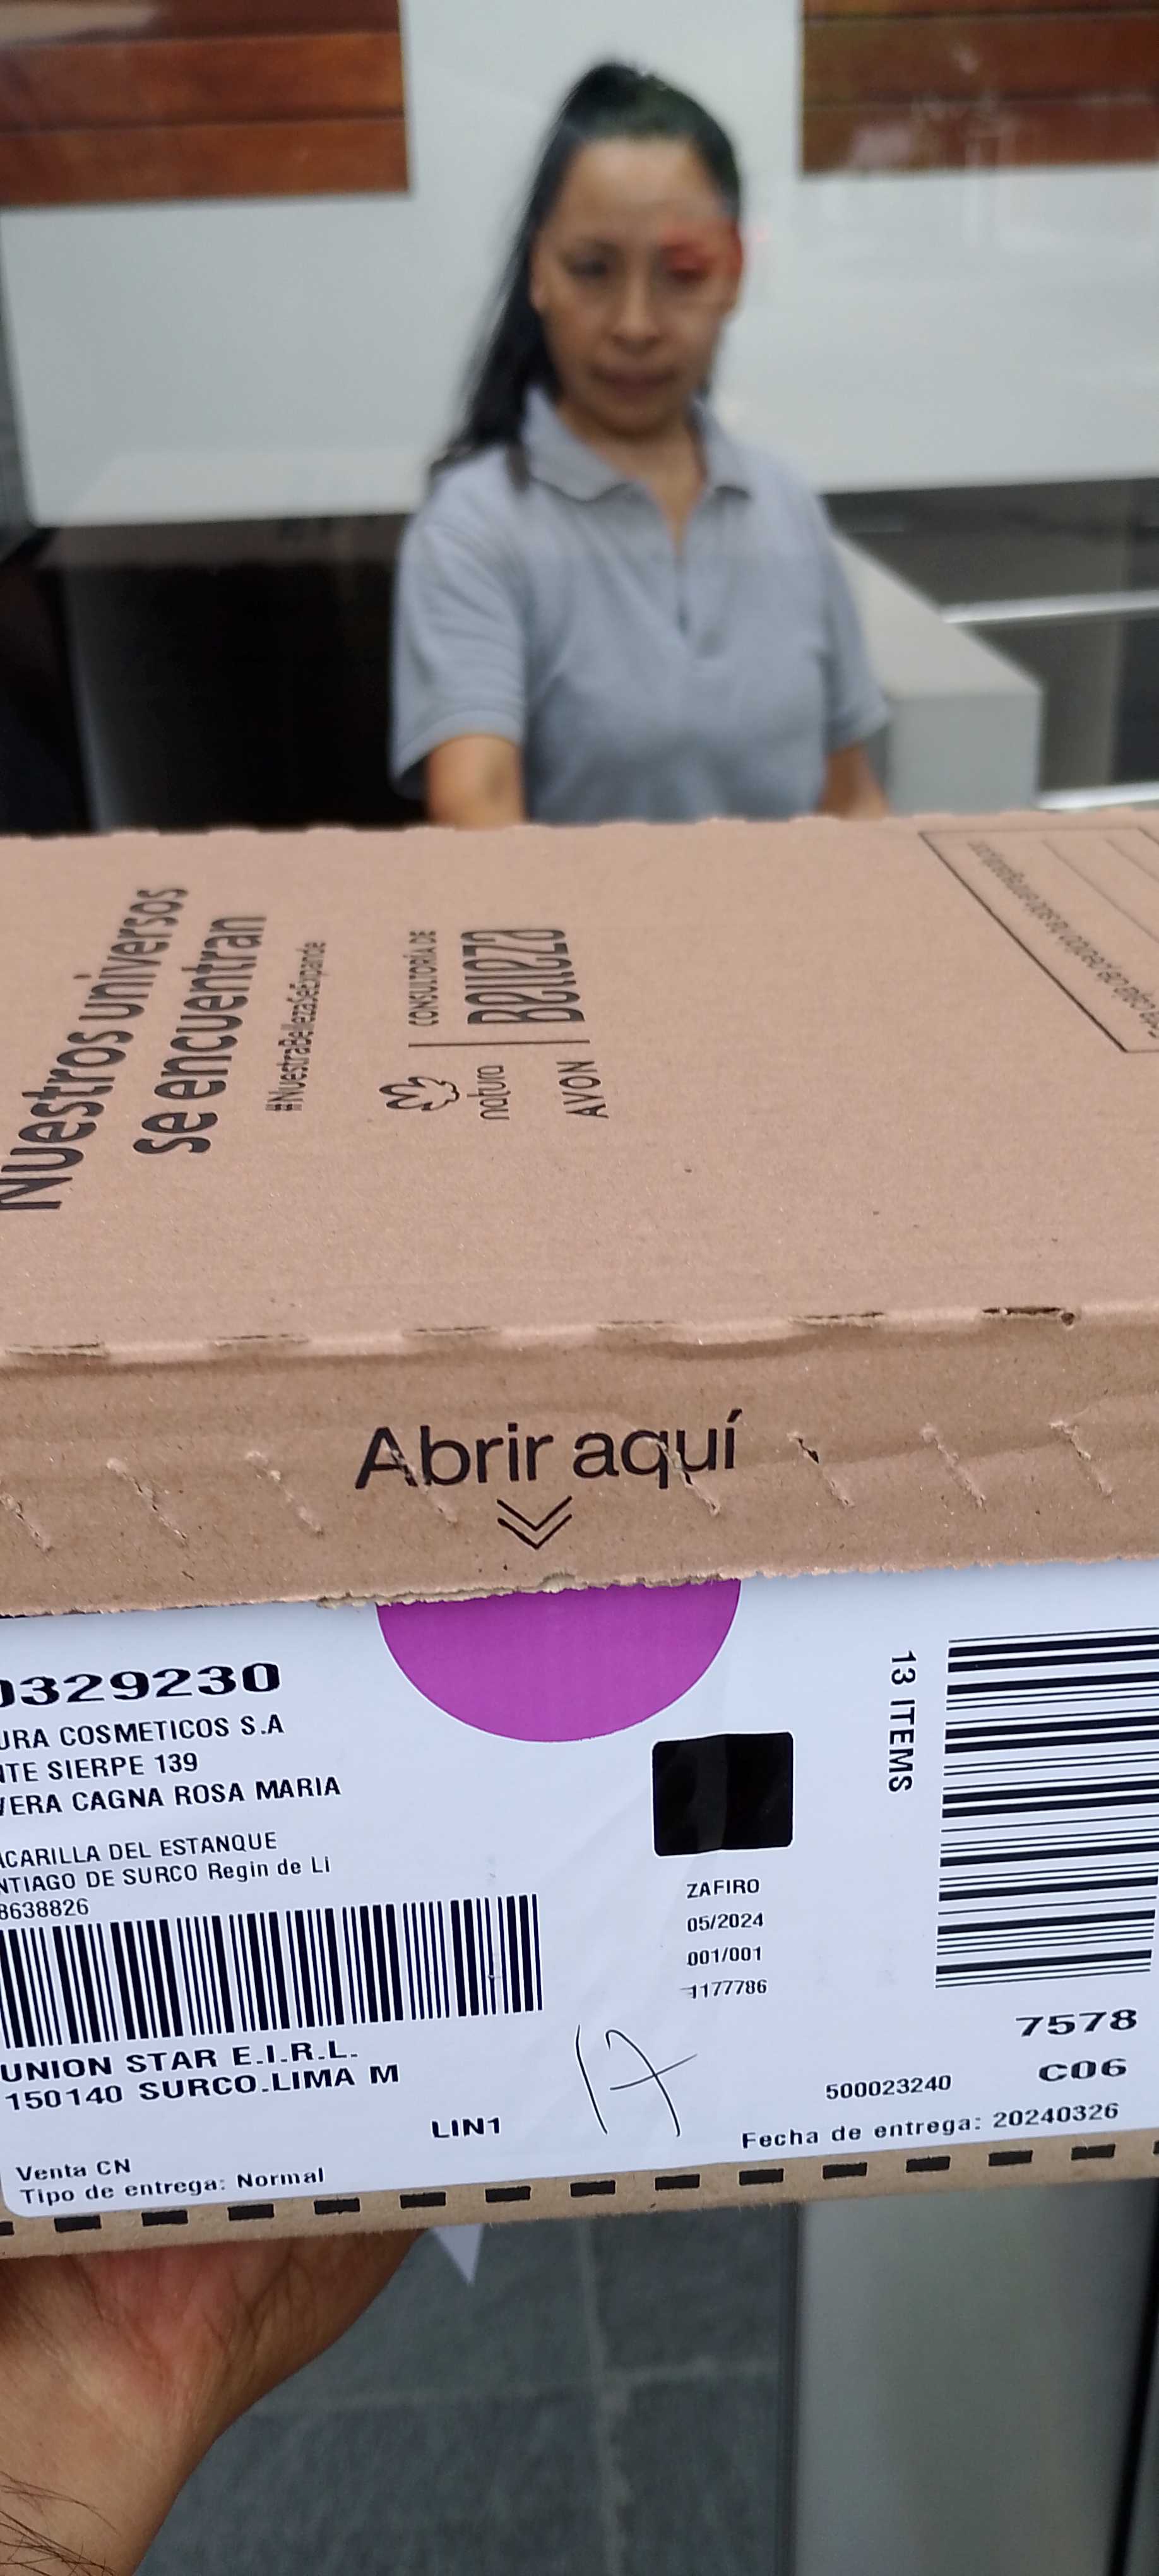 Nuestros universos
se encuentran
#NuestraBellezaSeExpande
natura
AVON
CONSULTORÍA DE
Belleza
Abrir aquí
0329230
URA COSMETICOS S.A
NTE SIERPE 139
VERA CAGNA ROSA MARIA
ACARILLA DEL ESTANQUE
NTIAGO DE SURCO Regin de Li
8638826
UNION STAR E.I.R.L.
150140 SURCO.LIMA M
LIN1
Venta CN
Tipo de entrega: Normal
13 ITEMS
ZAFIRO
05/2024
001/001
1177786
17
7578
C06
500023240
Fecha de entrega: 20240326